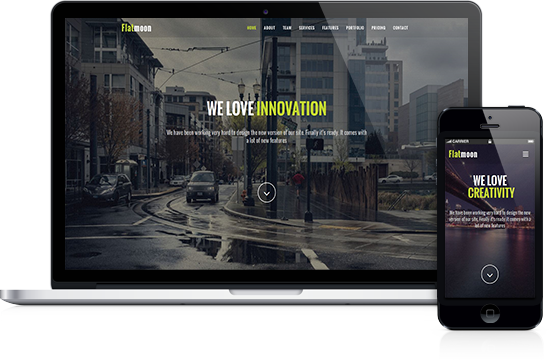 Flatmoon
HOME ABOUT TEAM SERVICES FEATURES PORTFOLIO PRICING CONTACT
WE LOVE INNOVATION
We have been working very hard to design the new version of our site. Finally it's ready. It comes with
a lot of new features
CARRIER
Flatmoon
WE LOVE
CREATIVITY
We have been working very hard to design the new
version of our site. Finally it's ready. It comes with a
lot of new features